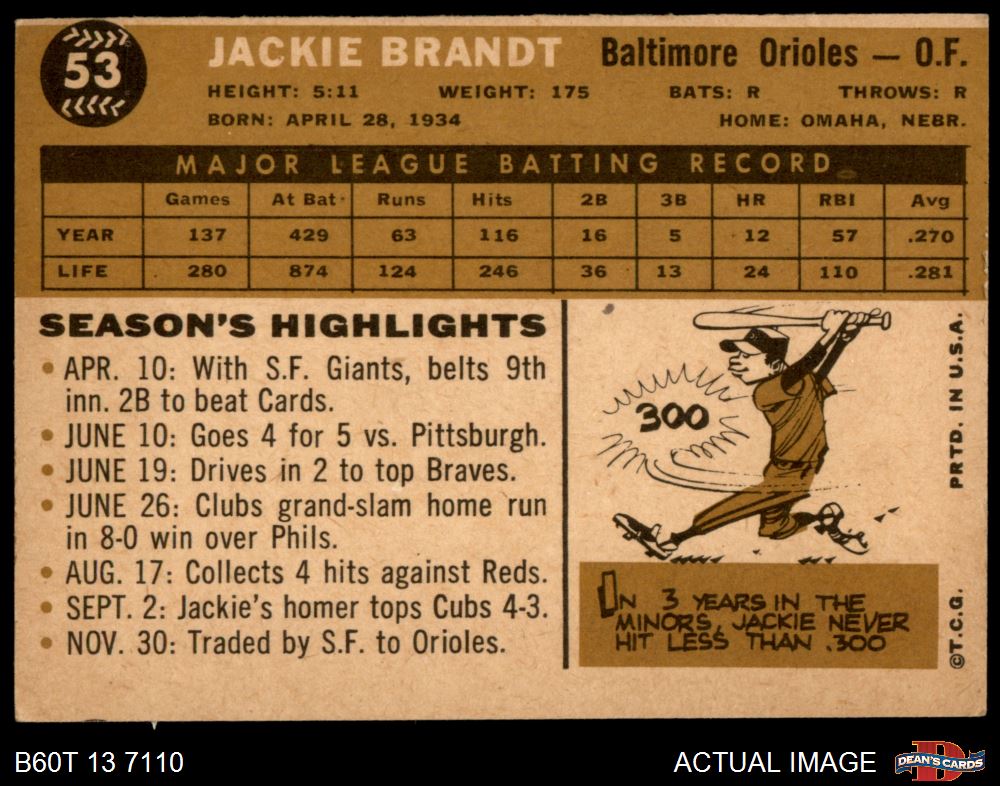 53
JACKIE BRANDT Baltimore Orioles — O.F.
HEIGHT: 5:11 WEIGHT: 175 BATS: R THROWS: R
BORN: APRIL 28, 1934 HOME: OMAHA, NEBR.
MAJOR LEAGUE BATTING RECORD
Games At Bat Runs Hits 2B 3B HR RBI Avg
YEAR 137 429 63 116 16 5 12 57 .270
LIFE 280 874 124 246 36 13 24 110 .281
SEASON'S HIGHLIGHTS
• APR. 10: With S.F. Giants, belts 9th
inn. 2B to beat Cards.
• JUNE 10: Goes 4 for 5 vs. Pittsburgh.
• JUNE 19: Drives in 2 to top Braves.
• JUNE 26: Clubs grand-slam home run
in 8-0 win over Phils.
• AUG. 17: Collects 4 hits against Reds.
• SEPT. 2: Jackie's homer tops Cubs 4-3.
• NOV. 30: Traded by S.F. to Orioles.
300
IN 3 YEARS IN THE
MINORS, JACKIE NEVER
HIT LESS THAN .300
©T.C.G. PRTD. IN U.S.A.
B60T 13 7110 ACTUAL IMAGE
D
DEAN'S CARDS